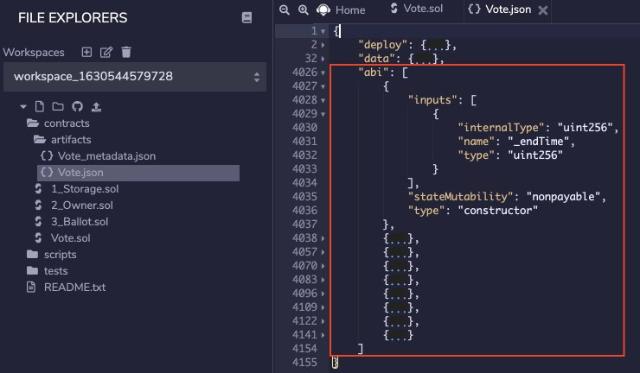 FILE EXPLORERS
Workspaces
workspace_1630544579728
contracts
artifacts
Vote_metadata.json
Vote.json
1_Storage.sol
2_Owner.sol
3_Ballot.sol
Vote.sol
scripts
tests
README.txt
Home
Vote.sol
Vote.json
1 {
2 "deploy": {...},
32 "data": {...},
4026 "abi": [
4027 {
4028 "inputs": [
4029 {
4030 "internalType": "uint256",
4031 "name": "_endTime",
4032 "type": "uint256"
4033 }
4034 ],
4035 "stateMutability": "nonpayable",
4036 "type": "constructor"
4037 },
4038 {...},
4057 {...},
4070 {...},
4083 {...},
4096 {...},
4109 {...},
4122 {...},
4141 {...}
4154 ]
4155 }